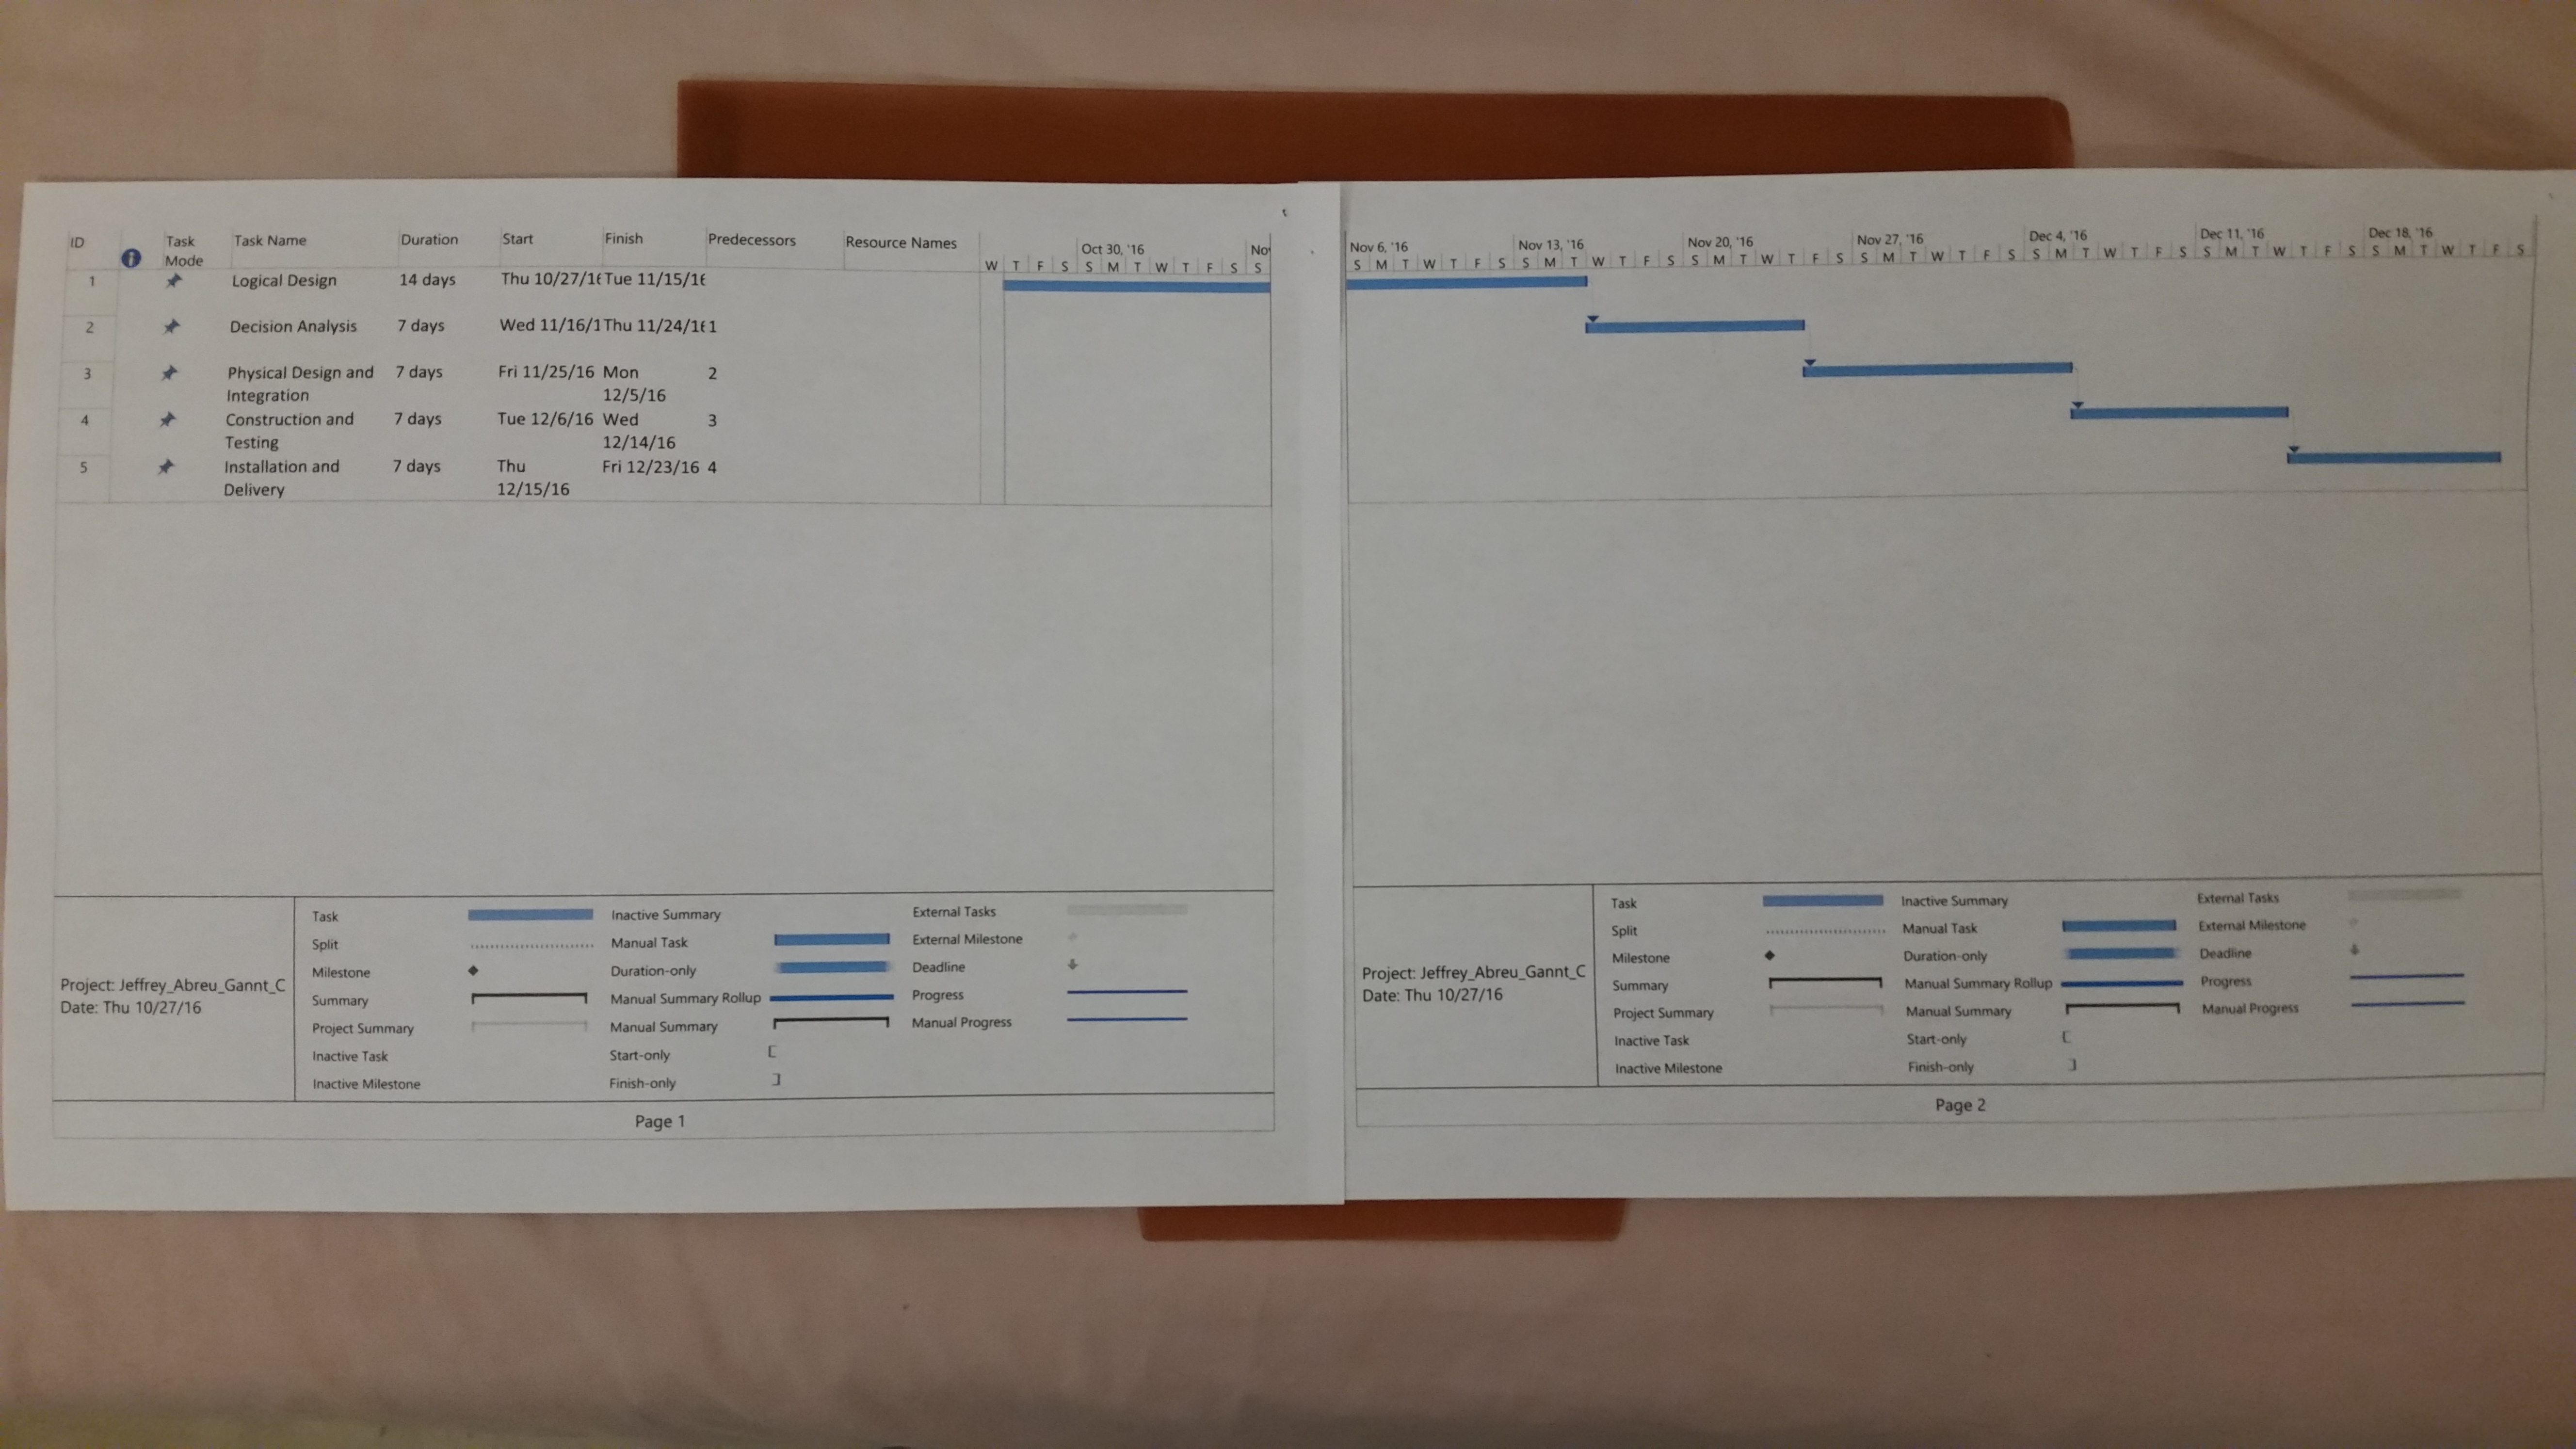 ID Task Mode Task Name Duration Start Finish Predecessors Resource Names
Oct 30, '16
W T F S S M T W T F S S
1 Logical Design 14 days Thu 10/27/16 Tue 11/15/16
2 Decision Analysis 7 days Wed 11/16/1 Thu 11/24/16 1
3 Physical Design and Integration 7 days Fri 11/25/16 Mon 12/5/16 2
4 Construction and Testing 7 days Tue 12/6/16 Wed 12/14/16 3
5 Installation and Delivery 7 days Thu 12/15/16 Fri 12/23/16 4
Project: Jeffrey_Abreu_Gannt_C
Date: Thu 10/27/16
Task
Split
Milestone
Summary
Project Summary
Inactive Task
Inactive Milestone
Inactive Summary
Manual Task
Duration-only
Manual Summary Rollup
Manual Summary
Start-only
Finish-only
External Tasks
External Milestone
Deadline
Progress
Manual Progress
Page 1
Nov 6, '16 Nov 13, '16 Nov 20, '16 Nov 27, '16 Dec 4, '16 Dec 11, '16 Dec 18, '16
S M T W T F S S M T W T F S S M T W T F S S M T W T F S S M T W T F S S M T W T F S S M T W T F S
Project: Jeffrey_Abreu_Gannt_C
Date: Thu 10/27/16
Task
Split
Milestone
Summary
Project Summary
Inactive Task
Inactive Milestone
Inactive Summary
Manual Task
Duration-only
Manual Summary Rollup
Manual Summary
Start-only
Finish-only
External Tasks
External Milestone
Deadline
Progress
Manual Progress
Page 2